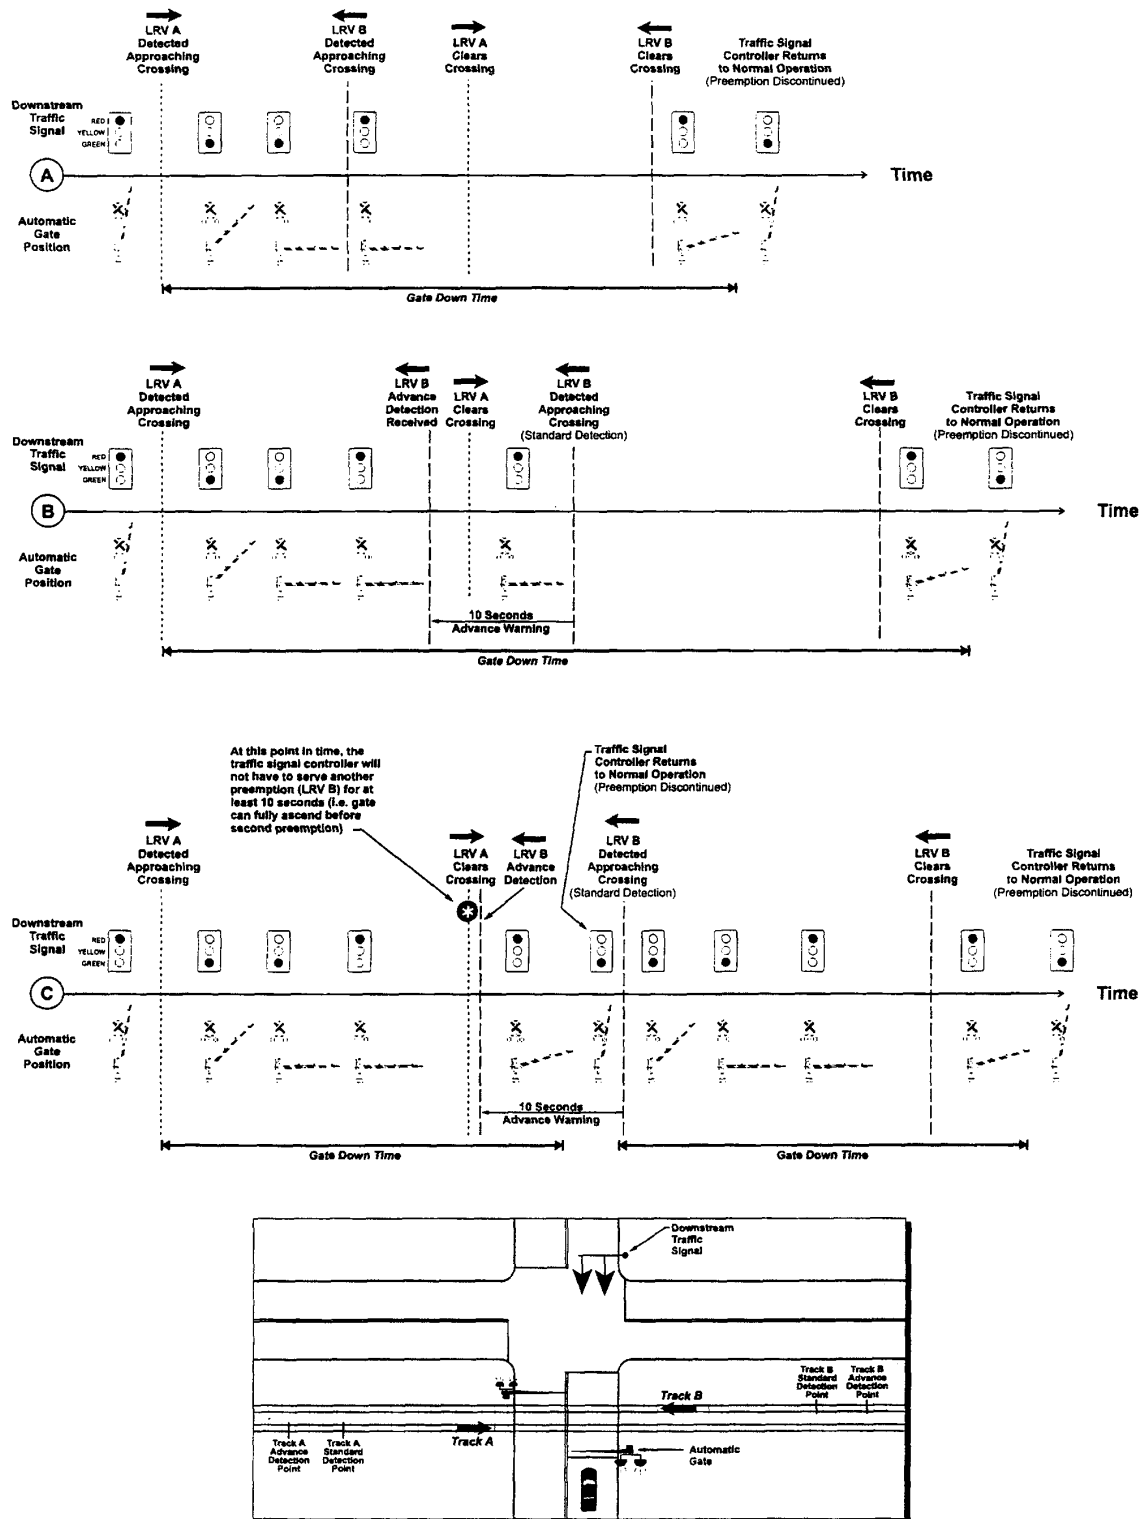 LRV A
Detected
Approaching
Crossing
LRV B
Detected
Approaching
Crossing
LRV A
Clears
Crossing
LRV B
Clears
Crossing
Traffic Signal
Controller Returns
to Normal Operation
(Preemption Discontinued)
Downstream
Traffic
Signal
RED
YELLOW
GREEN
A
Time
Automatic
Gate
Position
Gate Down Time
LRV A
Detected
Approaching
Crossing
LRV B
Advance
Detection
Received
LRV A
Clears
Crossing
LRV B
Detected
Approaching
Crossing
(Standard Detection)
LRV B
Clears
Crossing
Traffic Signal
Controller Returns
to Normal Operation
(Preemption Discontinued)
Downstream
Traffic
Signal
RED
YELLOW
GREEN
B
Time
Automatic
Gate
Position
10 Seconds
Advance Warning
Gate Down Time
At this point in time, the
traffic signal controller will
not have to serve another
preemption (LRV B) for at
least 10 seconds (i.e. gate
can fully ascend before
second preemption)
Traffic Signal
Controller Returns
to Normal Operation
(Preemption Discontinued)
LRV A
Detected
Approaching
Crossing
LRV A
Clears
Crossing
LRV B
Advance
Detection
LRV B
Detected
Approaching
Crossing
(Standard Detection)
LRV B
Clears
Crossing
Traffic Signal
Controller Returns
to Normal Operation
(Preemption Discontinued)
Downstream
Traffic
Signal
RED
YELLOW
GREEN
C
Time
Automatic
Gate
Position
10 Seconds
Advance Warning
Gate Down Time
Gate Down Time
Downstream
Traffic
Signal
Track B
Standard
Detection
Point
Track B
Advance
Detection
Point
Track B
Track A
Track A
Advance
Detection
Point
Track A
Standard
Detection
Point
Automatic
Gate